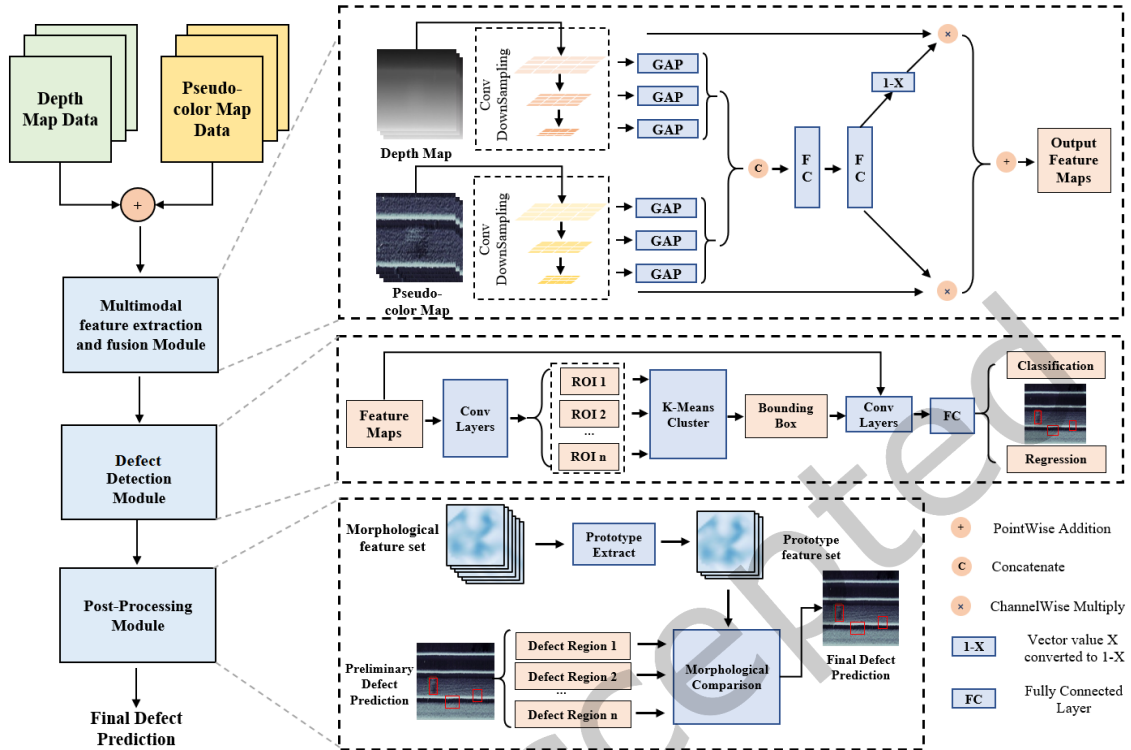 Depth
Map Data
Pseudo-
color Map
Data
+
Multimodal
feature extraction
and fusion Module
Defect
Detection
Module
Post-Processing
Module
Final Defect
Prediction
Depth Map
Conv
DownSampling
GAP
GAP
GAP
Pseudo-
color Map
Conv
DownSampling
GAP
GAP
GAP
C
FC
FC
1-X
×
×
+
Output
Feature
Maps
Feature
Maps
Conv
Layers
ROI 1
ROI 2
...
ROI n
K-Means
Cluster
Bounding
Box
Conv
Layers
FC
Classification
Regression
Morphological
feature set
Prototype
Extract
Prototype
feature set
Preliminary
Defect
Prediction
Defect Region 1
Defect Region 2
...
Defect Region n
Morphological
Comparison
Final Defect
Prediction
+
PointWise Addition
C
Concatenate
×
ChannelWise Multiply
1-X
Vector value X
converted to 1-X
FC
Fully Connected
Layer
ccepted